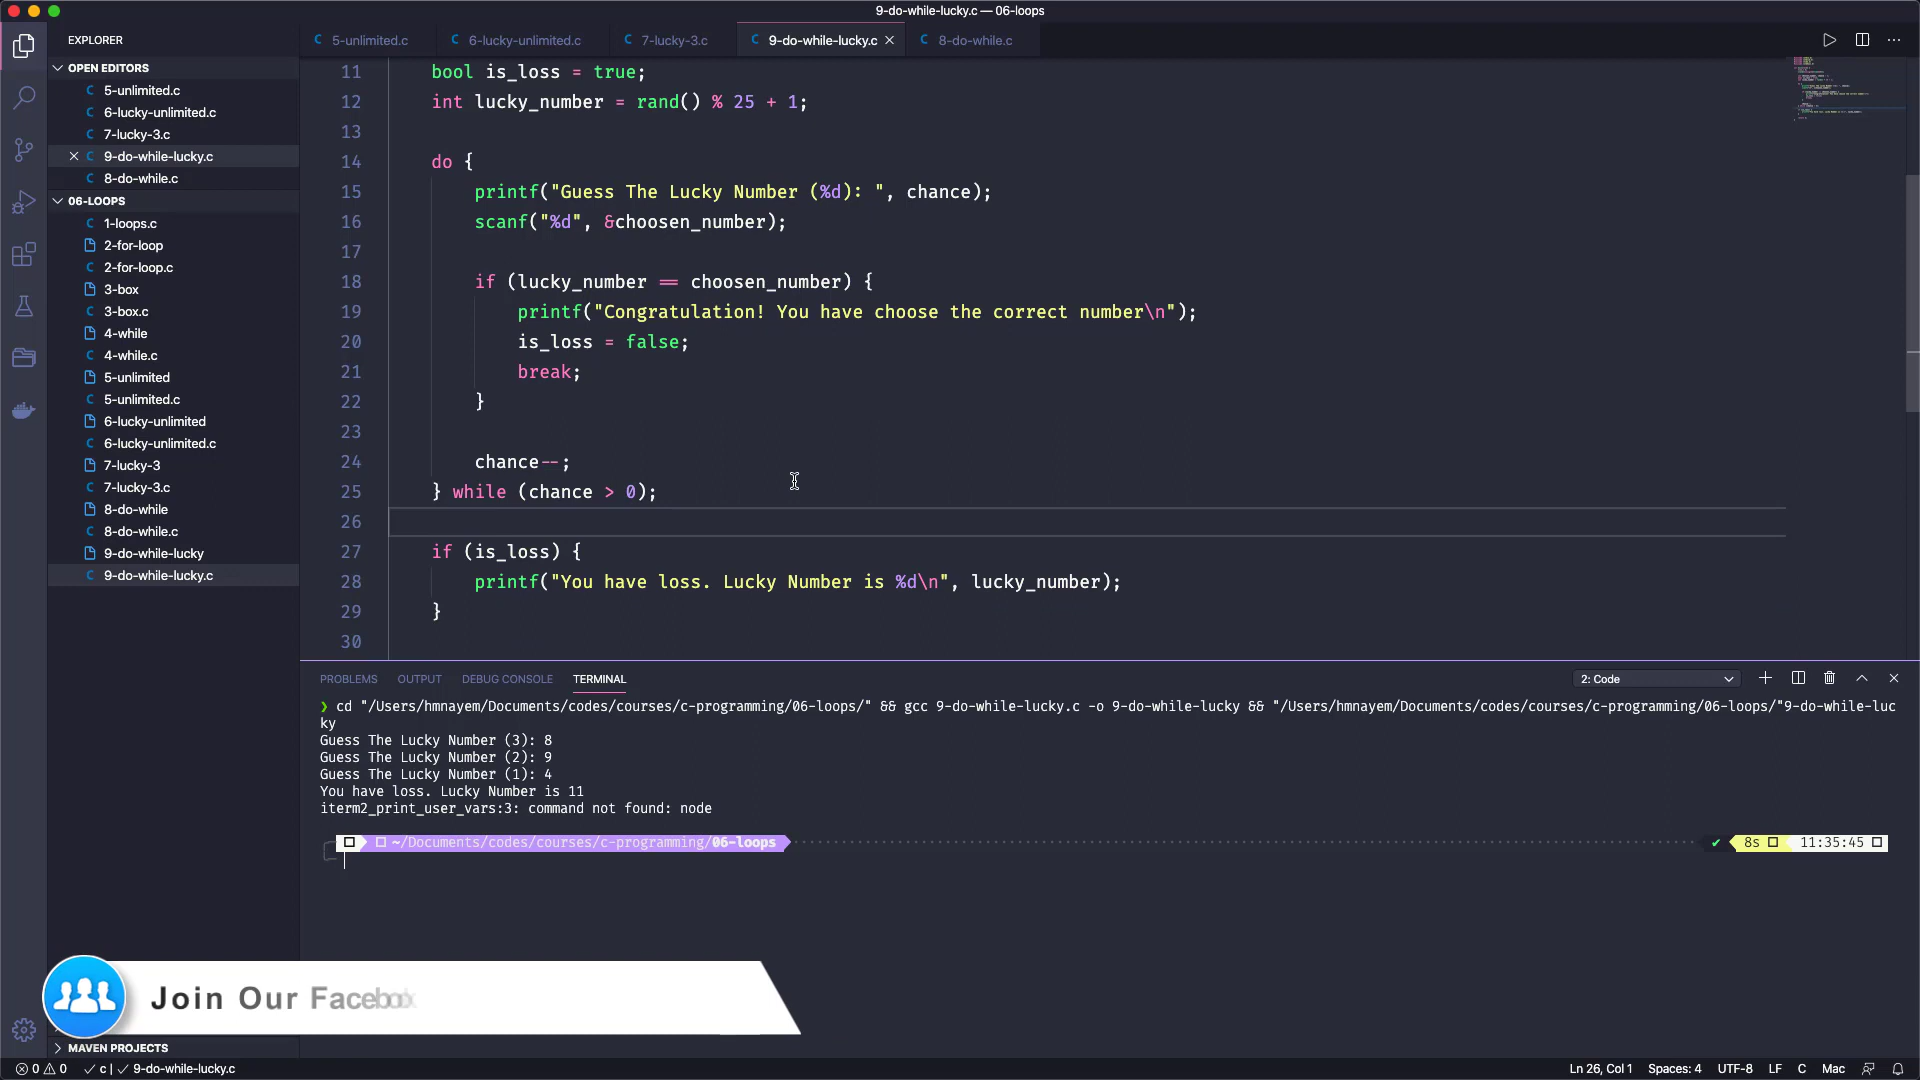 9-do-while-lucky.c — 06-loops
EXPLORER
5-unlimited.c
6-lucky-unlimited.c
7-lucky-3.c
9-do-while-lucky.c
8-do-while.c
OPEN EDITORS
5-unlimited.c
6-lucky-unlimited.c
7-lucky-3.c
9-do-while-lucky.c
8-do-while.c
06-LOOPS
1-loops.c
2-for-loop
2-for-loop.c
3-box
3-box.c
4-while
4-while.c
5-unlimited
5-unlimited.c
6-lucky-unlimited
6-lucky-unlimited.c
7-lucky-3
7-lucky-3.c
8-do-while
8-do-while.c
9-do-while-lucky
9-do-while-lucky.c
MAVEN PROJECTS
11 bool is_loss = true;
12 int lucky_number = rand() % 25 + 1;
13
14 do {
15 printf("Guess The Lucky Number (%d): ", chance);
16 scanf("%d", &choosen_number);
17
18 if (lucky_number == choosen_number) {
19 printf("Congratulation! You have choose the correct number\n");
20 is_loss = false;
21 break;
22 }
23
24 chance--;
25 } while (chance > 0);
26
27 if (is_loss) {
28 printf("You have loss. Lucky Number is %d\n", lucky_number);
29 }
30
PROBLEMS OUTPUT DEBUG CONSOLE TERMINAL 2: Code
❯ cd "/Users/hmnayem/Documents/codes/courses/c-programming/06-loops/" && gcc 9-do-while-lucky.c -o 9-do-while-lucky && "/Users/hmnayem/Documents/codes/courses/c-programming/06-loops/"9-do-while-luc
ky
Guess The Lucky Number (3): 8
Guess The Lucky Number (2): 9
Guess The Lucky Number (1): 4
You have loss. Lucky Number is 11
iterm2_print_user_vars:3: command not found: node
~/Documents/codes/courses/c-programming/06-loops ✔ 8s 11:35:45
Join Our Facebook
0 0 ✓ c | ✓ 9-do-while-lucky.c Ln 26, Col 1 Spaces: 4 UTF-8 LF C Mac